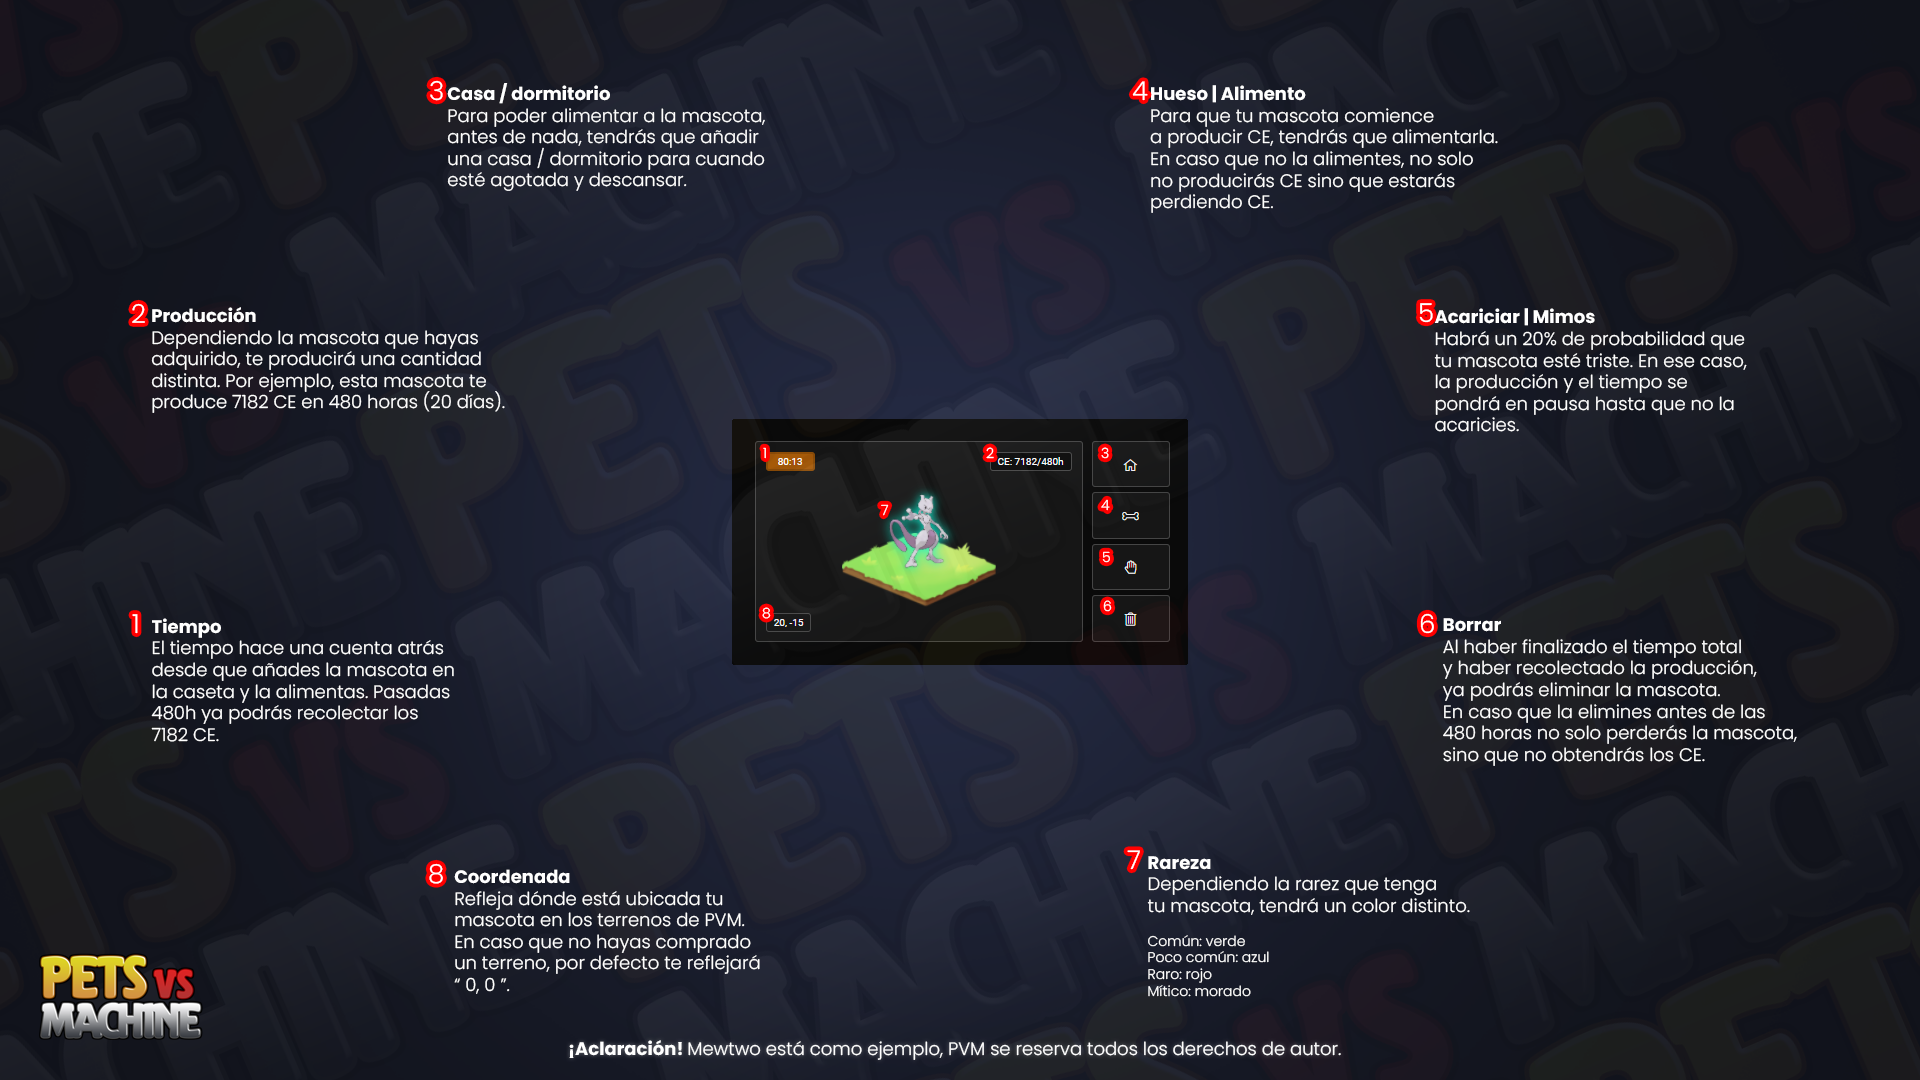 3 Casa / dormitorio
Para poder alimentar a la mascota,
antes de nada, tendrás que añadir
una casa / dormitorio para cuando
esté agotada y descansar.
4 Hueso | Alimento
Para que tu mascota comience
a producir CE, tendrás que alimentarla.
En caso que no la alimentes, no solo
no producirás CE sino que estarás
perdiendo CE.
2 Producción
Dependiendo la mascota que hayas
adquirido, te producirá una cantidad
distinta. Por ejemplo, esta mascota te
produce 7182 CE en 480 horas (20 días).
5 Acariciar | Mimos
Habrá un 20% de probabilidad que
tu mascota esté triste. En ese caso,
la producción y el tiempo se
pondrá en pausa hasta que no la
acaricies.
1
80:13
2
CE: 7182/480h
3
4
7
5
6
8
20, -15
1 Tiempo
El tiempo hace una cuenta atrás
desde que añades la mascota en
la caseta y la alimentas. Pasadas
480h ya podrás recolectar los
7182 CE.
6 Borrar
Al haber finalizado el tiempo total
y haber recolectado la producción,
ya podrás eliminar la mascota.
En caso que la elimines antes de las
480 horas no solo perderás la mascota,
sino que no obtendrás los CE.
8 Coordenada
Refleja dónde está ubicada tu
mascota en los terrenos de PVM.
En caso que no hayas comprado
un terreno, por defecto te reflejará
“ 0, 0 ”.
7 Rareza
Dependiendo la rarez que tenga
tu mascota, tendrá un color distinto.
Común: verde
Poco común: azul
Raro: rojo
Mítico: morado
PETS VS
MACHINE
¡Aclaración! Mewtwo está como ejemplo, PVM se reserva todos los derechos de autor.